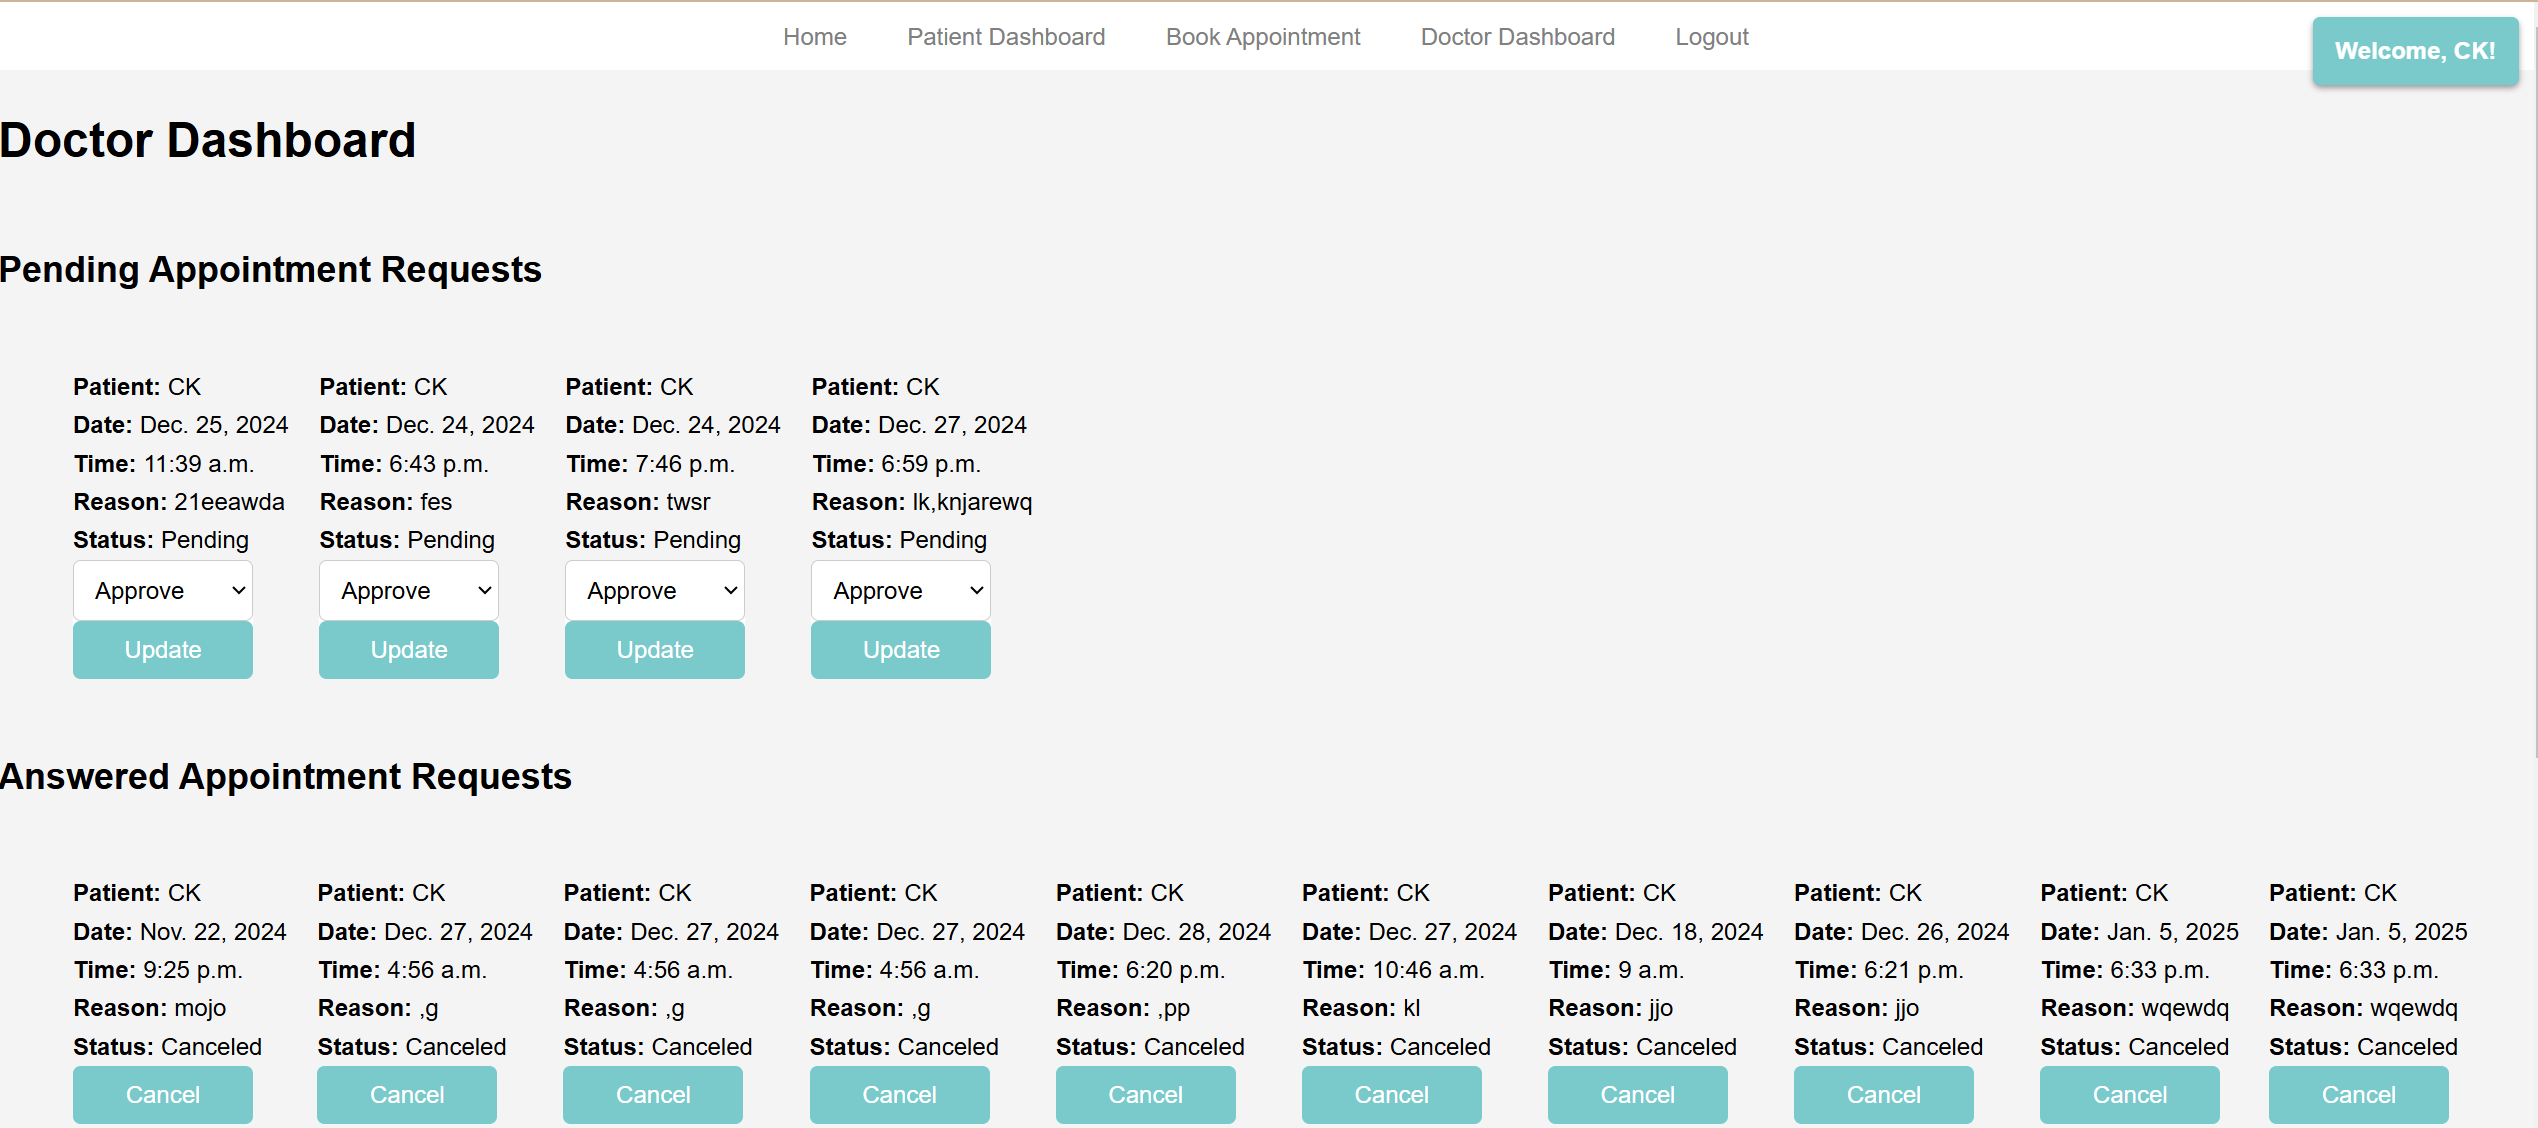 Home Patient Dashboard Book Appointment Doctor Dashboard Logout
Welcome, CK!
Doctor Dashboard
Pending Appointment Requests
Patient: CK
Date: Dec. 25, 2024
Time: 11:39 a.m.
Reason: 21eeawda
Status: Pending
Approve
Update
Patient: CK
Date: Dec. 24, 2024
Time: 6:43 p.m.
Reason: fes
Status: Pending
Approve
Update
Patient: CK
Date: Dec. 24, 2024
Time: 7:46 p.m.
Reason: twsr
Status: Pending
Approve
Update
Patient: CK
Date: Dec. 27, 2024
Time: 6:59 p.m.
Reason: lk,knjarewq
Status: Pending
Approve
Update
Answered Appointment Requests
Patient: CK
Date: Nov. 22, 2024
Time: 9:25 p.m.
Reason: mojo
Status: Canceled
Cancel
Patient: CK
Date: Dec. 27, 2024
Time: 4:56 a.m.
Reason: ,g
Status: Canceled
Cancel
Patient: CK
Date: Dec. 27, 2024
Time: 4:56 a.m.
Reason: ,g
Status: Canceled
Cancel
Patient: CK
Date: Dec. 27, 2024
Time: 4:56 a.m.
Reason: ,g
Status: Canceled
Cancel
Patient: CK
Date: Dec. 28, 2024
Time: 6:20 p.m.
Reason: ,pp
Status: Canceled
Cancel
Patient: CK
Date: Dec. 27, 2024
Time: 10:46 a.m.
Reason: kl
Status: Canceled
Cancel
Patient: CK
Date: Dec. 18, 2024
Time: 9 a.m.
Reason: jjo
Status: Canceled
Cancel
Patient: CK
Date: Dec. 26, 2024
Time: 6:21 p.m.
Reason: jjo
Status: Canceled
Cancel
Patient: CK
Date: Jan. 5, 2025
Time: 6:33 p.m.
Reason: wqewdq
Status: Canceled
Cancel
Patient: CK
Date: Jan. 5, 2025
Time: 6:33 p.m.
Reason: wqewdq
Status: Canceled
Cancel